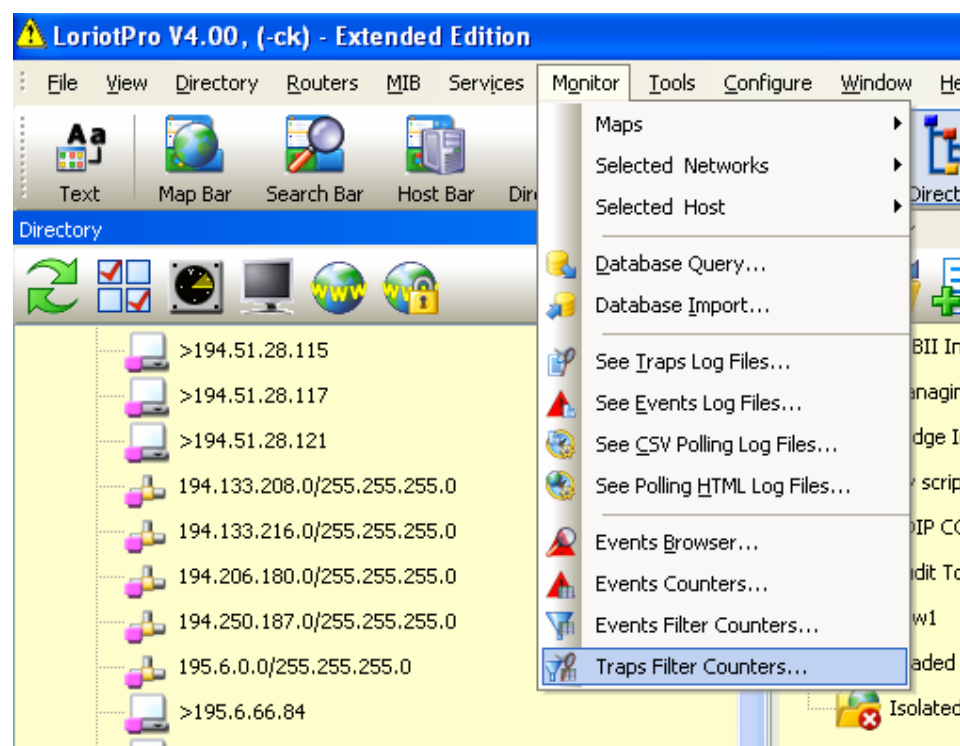 LoriotPro V4.00, (-ck) - Extended Edition
File View Directory Routers MIB Services Monitor Tools Configure Window
Aa
Text Map Bar Search Bar Host Bar
Directory
www www
Maps
Selected Networks
Selected Host
Database Query...
Database Import...
See Traps Log Files...
See Events Log Files...
See CSV Polling Log Files...
See Polling HTML Log Files...
Events Browser...
Events Counters...
Events Filter Counters...
Traps Filter Counters...
>194.51.28.115
>194.51.28.117
>194.51.28.121
194.133.208.0/255.255.255.0
194.133.216.0/255.255.255.0
194.206.180.0/255.255.255.0
194.250.187.0/255.255.255.0
195.6.0.0/255.255.255.0
>195.6.66.84
Isolated